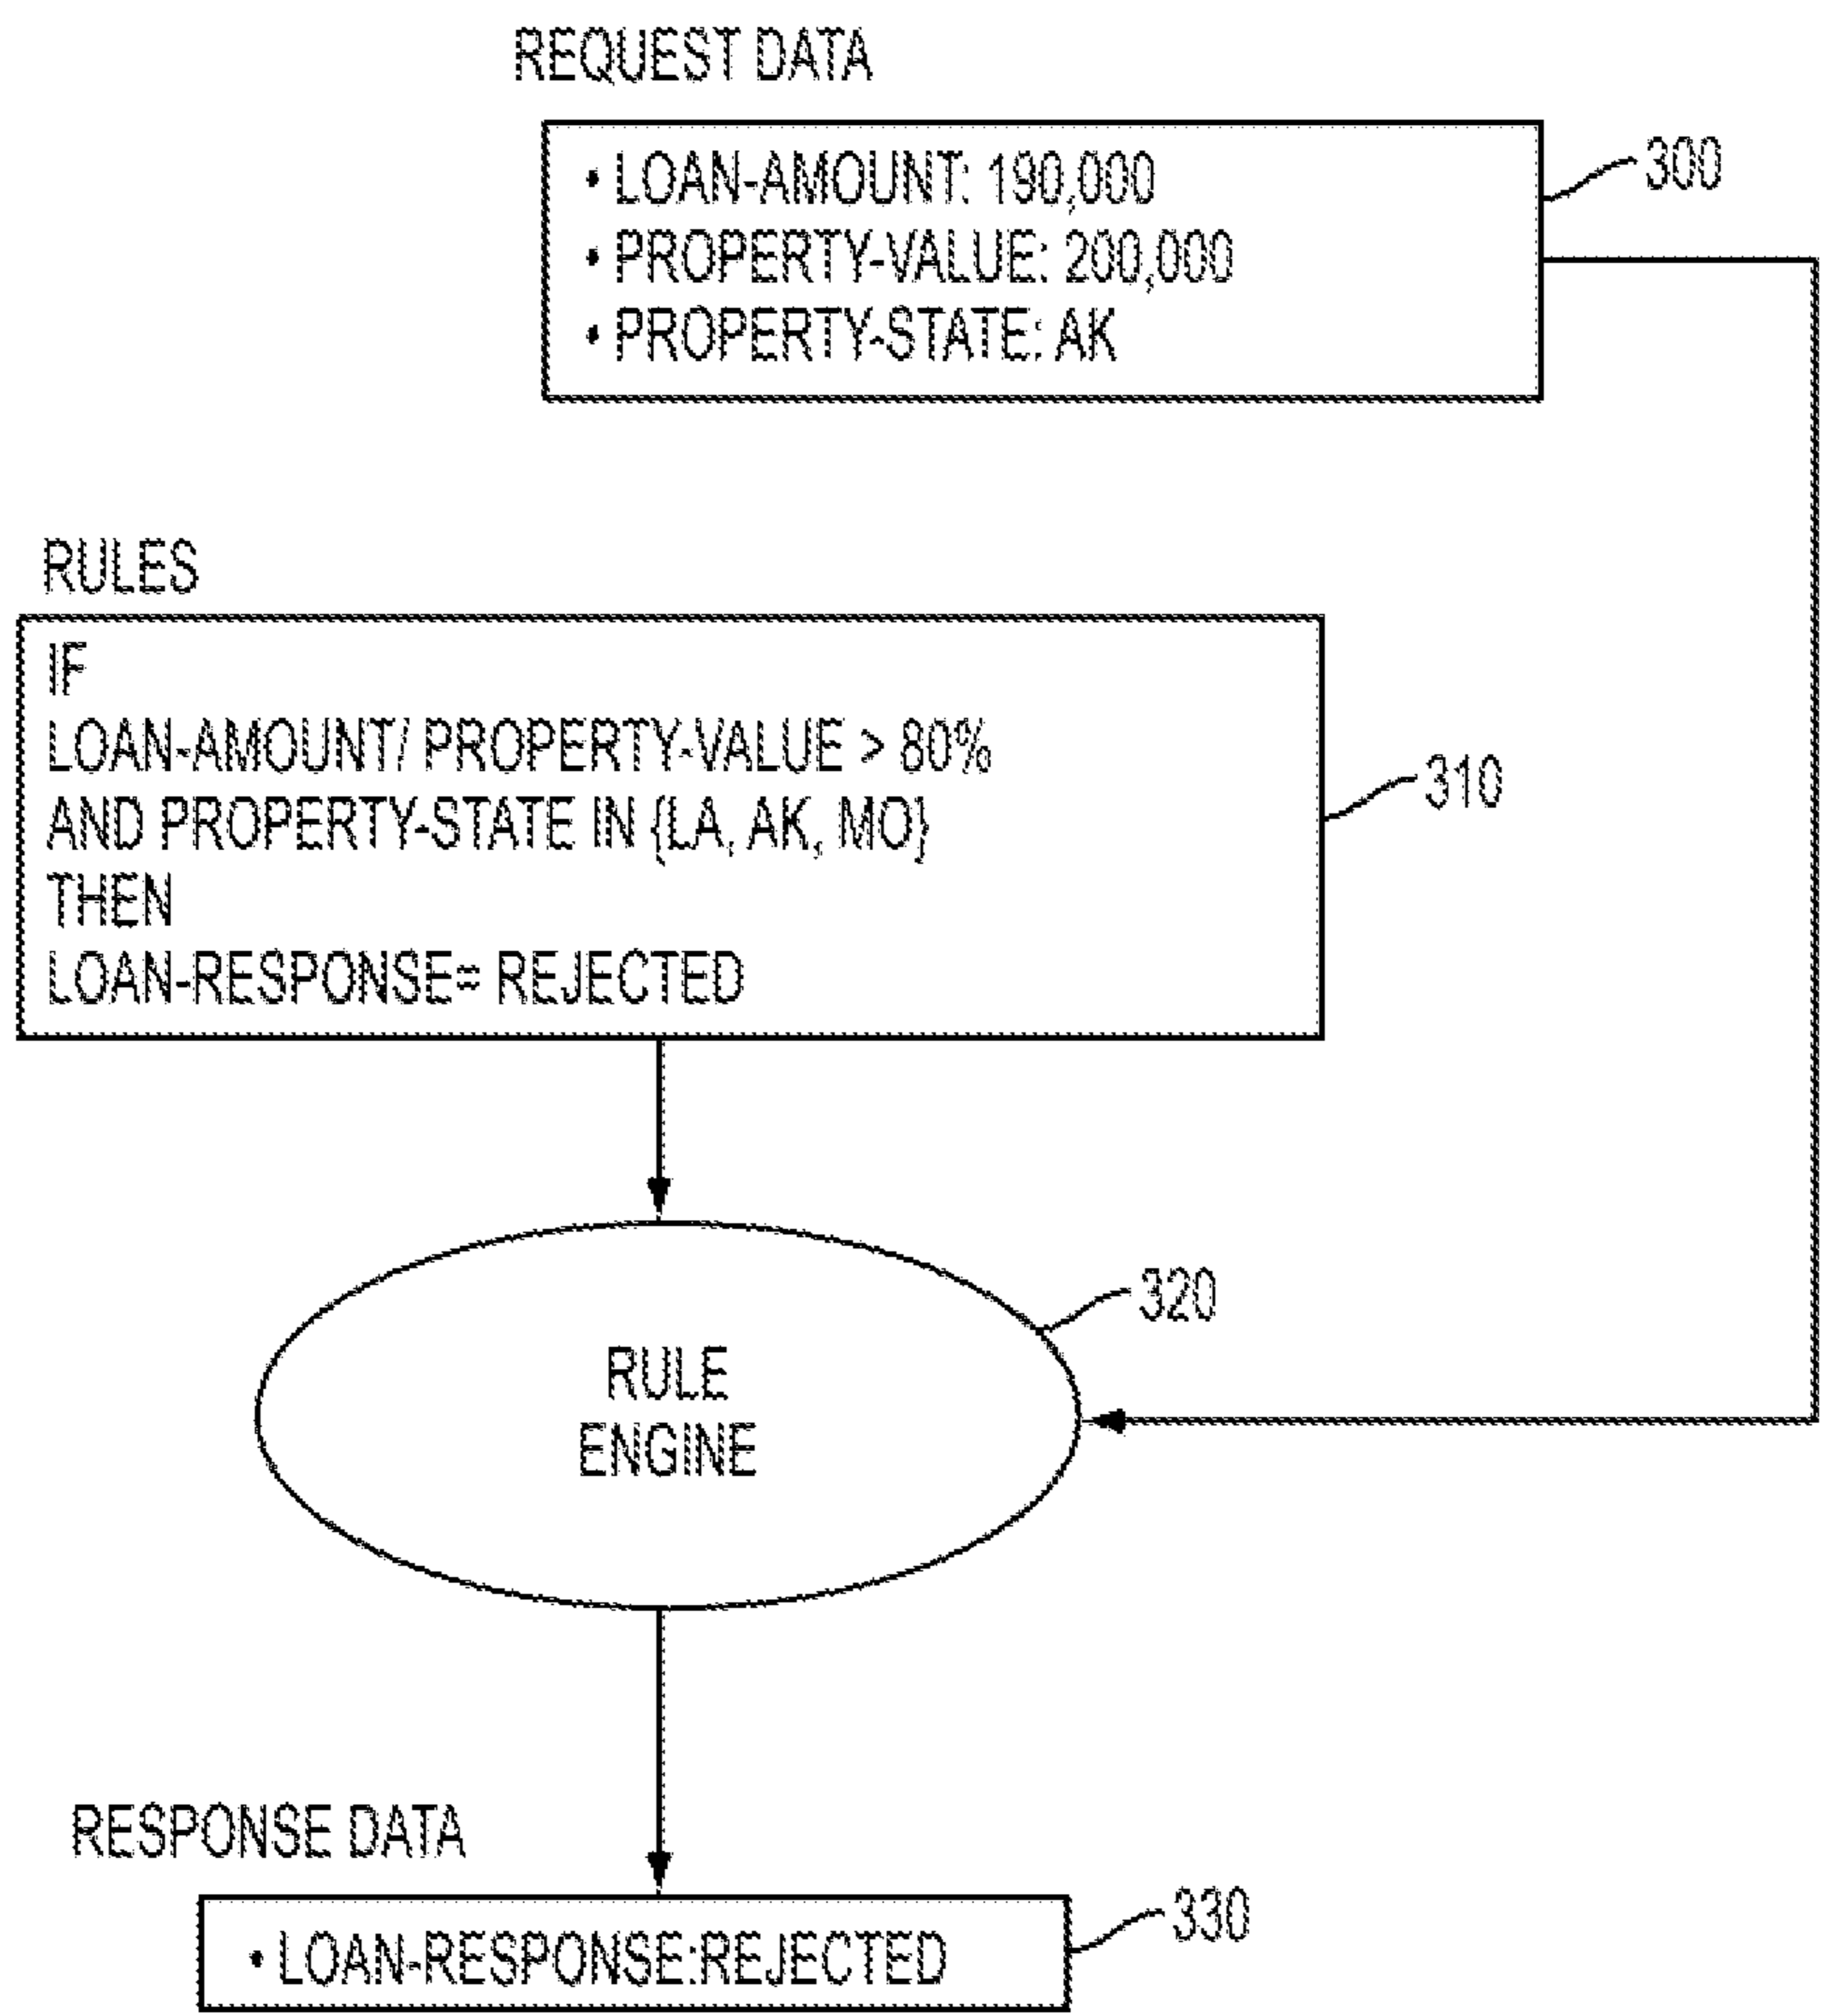 REQUEST DATA
• LOAN-AMOUNT: 190,000
• PROPERTY-VALUE: 200,000
• PROPERTY-STATE: AK
300
RULES
IF
LOAN-AMOUNT/ PROPERTY-VALUE > 80%
AND PROPERTY-STATE IN {LA, AK, MO}
THEN
LOAN-RESPONSE= REJECTED
310
320
RULE
ENGINE
RESPONSE DATA
• LOAN-RESPONSE:REJECTED
330